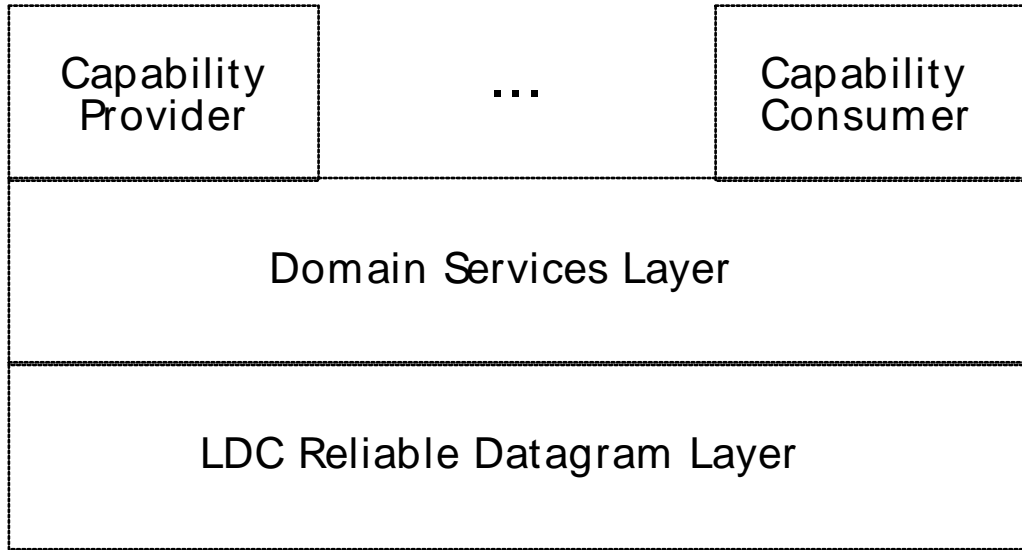 Capability
Provider
...
Capability
Consumer
Domain Services Layer
LDC Reliable Datagram Layer